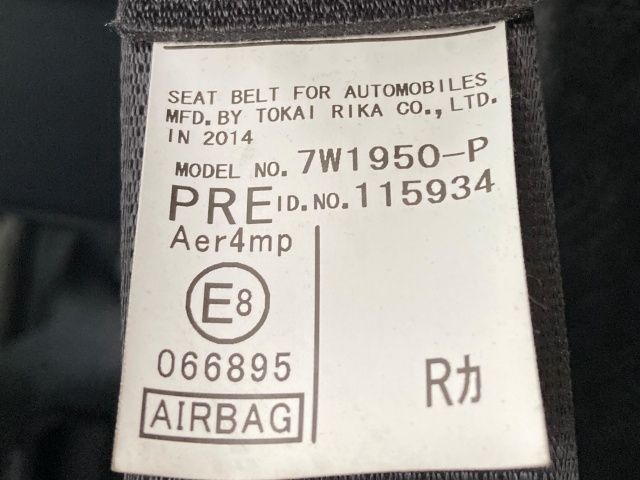 SEAT BELT FOR AUTOMOBILES
MFD. BY TOKAI RIKA CO., LTD.
IN 2014
MODEL NO. 7W1950-P
PRE ID.NO. 115934
Aer4mp
E8
066895
Rカ
AIRBAG